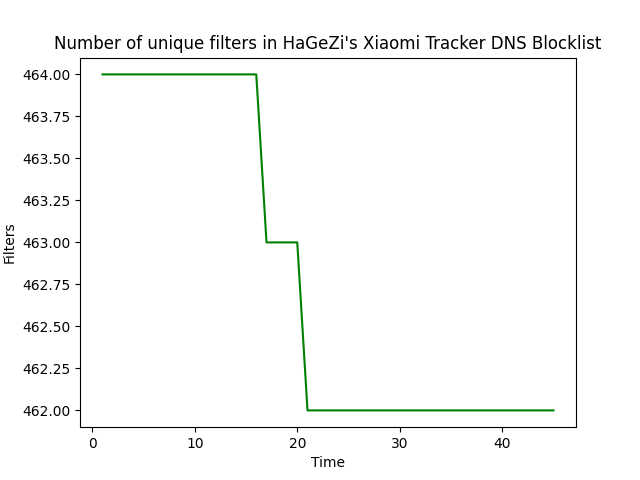 Number of unique filters in HaGeZi's Xiaomi Tracker DNS Blocklist
464.00
463.75
463.50
463.25
463.00
462.75
462.50
462.25
462.00
Filters
0 10 20 30 40
Time